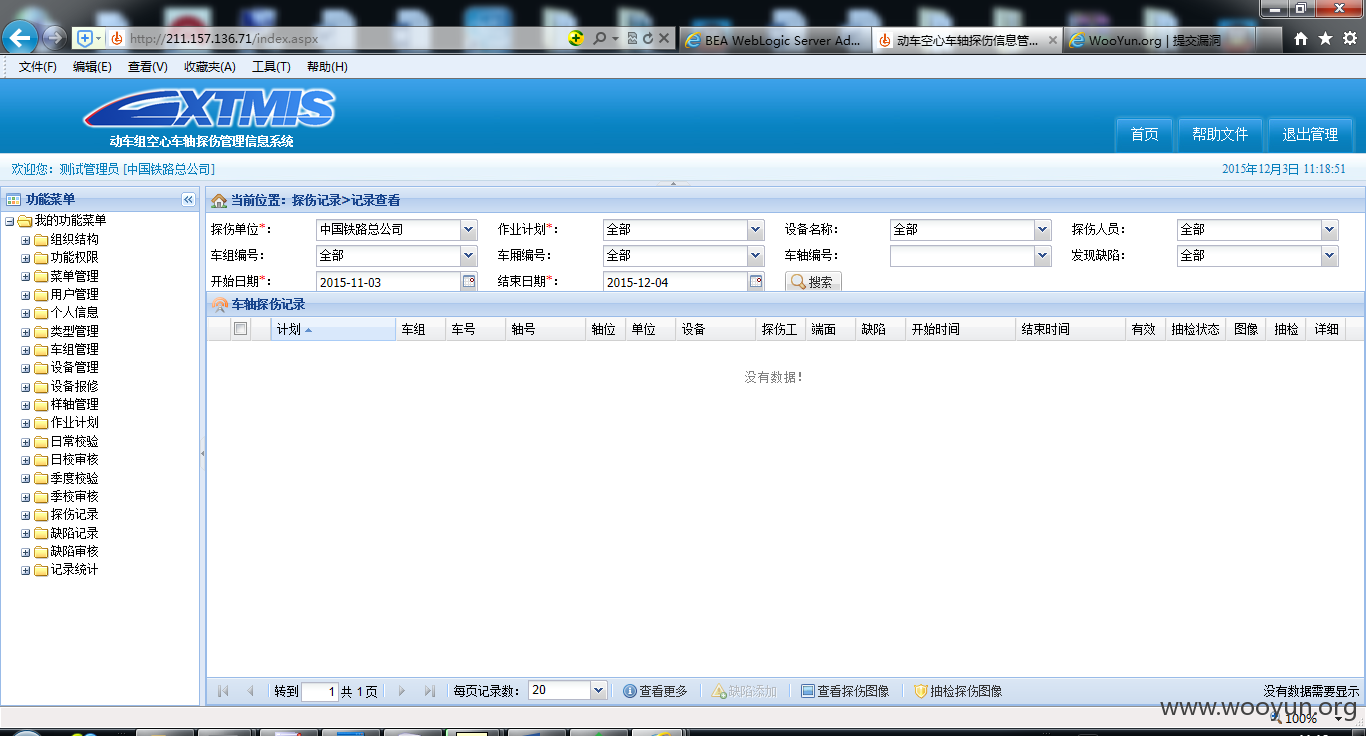 http://211.157.136.71/index.aspx
BEA WebLogic Server Ad...
动车空心车轴探伤信息管...
WooYun.org | 提交漏洞
文件(F) 编辑(E) 查看(V) 收藏夹(A) 工具(T) 帮助(H)
EXTMIS
动车组空心车轴探伤管理信息系统
首页 帮助文件 退出管理
欢迎您：测试管理员 [中国铁路总公司]
2015年12月3日 11:18:51
功能菜单
我的功能菜单
组织结构
功能权限
菜单管理
用户管理
个人信息
类型管理
车组管理
设备管理
设备报修
样轴管理
作业计划
日常校验
日校审核
季度校验
季校审核
探伤记录
缺陷记录
缺陷审核
记录统计
当前位置：探伤记录>记录查看
探伤单位*： 中国铁路总公司 作业计划*： 全部 设备名称： 全部 探伤人员： 全部
车组编号： 全部 车厢编号： 全部 车轴编号： 发现缺陷： 全部
开始日期*： 2015-11-03 结束日期*： 2015-12-04 搜索
车轴探伤记录
计划 车组 车号 轴号 轴位 单位 设备 探伤工 端面 缺陷 开始时间 结束时间 有效 抽检状态 图像 抽检 详细
没有数据！
转到 1 共 1 页 每页记录数： 20 查看更多 缺陷添加 查看探伤图像 抽检探伤图像 没有数据需要显示
www.wooyun.org
100%